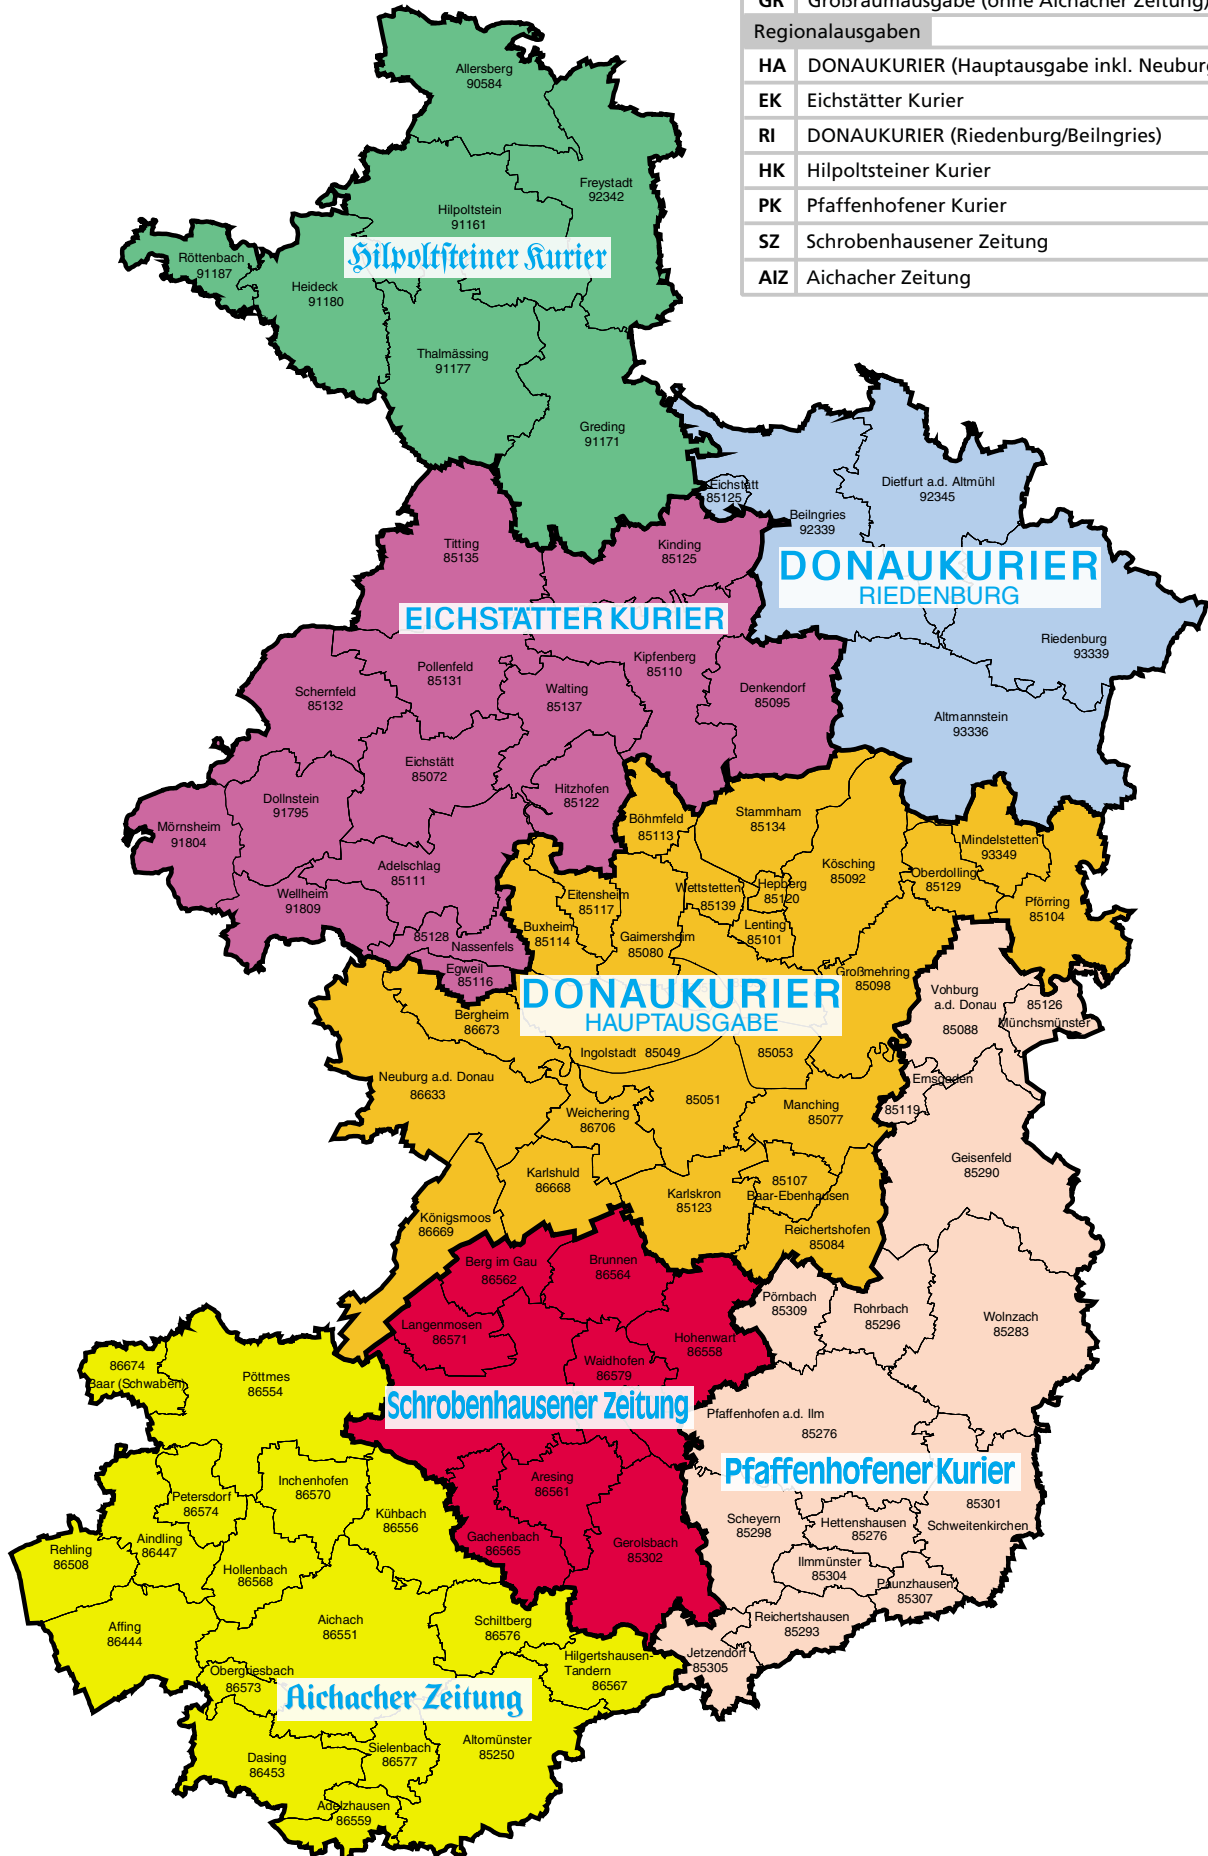 GR Großraumausgabe (ohne Aichacher Zeitung)
Regionalausgaben
HA DONAUKURIER (Hauptausgabe inkl. Neuburg
EK Eichstätter Kurier
RI DONAUKURIER (Riedenburg/Beilngries)
HK Hilpoltsteiner Kurier
PK Pfaffenhofener Kurier
SZ Schrobenhausener Zeitung
AIZ Aichacher Zeitung
Allersberg
90584
Freystadt
92342
Hilpoltstein
91161
Hilpoltsteiner Kurier
Röttenbach
91187
Heideck
91180
Thalmässing
91177
Greding
91171
Eichstätt
85125
Beilngries
92339
Dietfurt a.d. Altmühl
92345
DONAUKURIER
RIEDENBURG
Riedenburg
93339
Altmannstein
93336
Titting
85135
Kinding
85125
EICHSTÄTTER KURIER
Pollenfeld
85131
Kipfenberg
85110
Schernfeld
85132
Walting
85137
Denkendorf
85095
Eichstätt
85072
Hitzhofen
85122
Dollnstein
91795
Mörnsheim
91804
Adelschlag
85111
Wellheim
91809
85128
Nassenfels
Egweil
85116
Böhmfeld
85113
Stammham
85134
Kösching
85092
Mindelstetten
93349
Oberdolling
85129
Pförring
85104
Eitensheim
85117
Wettstetten
85139
Hepberg
85120
Buxheim
85114
Gaimersheim
85080
Lenting
85101
Großmehring
85098
DONAUKURIER
HAUPTAUSGABE
Bergheim
86673
Ingolstadt 85049
85053
Neuburg a.d. Donau
86633
85051
Weichering
86706
Manching
85077
Karlshuld
86668
Karlskron
85123
85107
Baar-Ebenhausen
Königsmoos
86669
Reichertshofen
85084
Vohburg
a.d. Donau
85088
85126
Münchsmünster
Ernsgaden
85119
Geisenfeld
85290
Pörnbach
85309
Rohrbach
85296
Wolnzach
85283
Berg im Gau
86562
Brunnen
86564
Langenmosen
86571
Hohenwart
86558
Waidhofen
86579
Schrobenhausener Zeitung
Aresing
86561
Gachenbach
86565
Gerolsbach
85302
Pfaffenhofen a.d. Ilm
85276
Pfaffenhofener Kurier
85301
Schweitenkirchen
Scheyern
85298
Hettenshausen
85276
Ilmmünster
85304
Paunzhausen
85307
Reichertshausen
85293
Jetzendorf
85305
86674
Baar (Schwaben)
Pöttmes
86554
Inchenhofen
86570
Petersdorf
86574
Kühbach
86556
Aindling
86447
Rehling
86508
Hollenbach
86568
Affing
86444
Aichach
86551
Schiltberg
86576
Hilgertshausen-
Tandern
86567
Obergriesbach
86573
Aichacher Zeitung
Altomünster
85250
Sielenbach
86577
Dasing
86453
Adelzhausen
86559